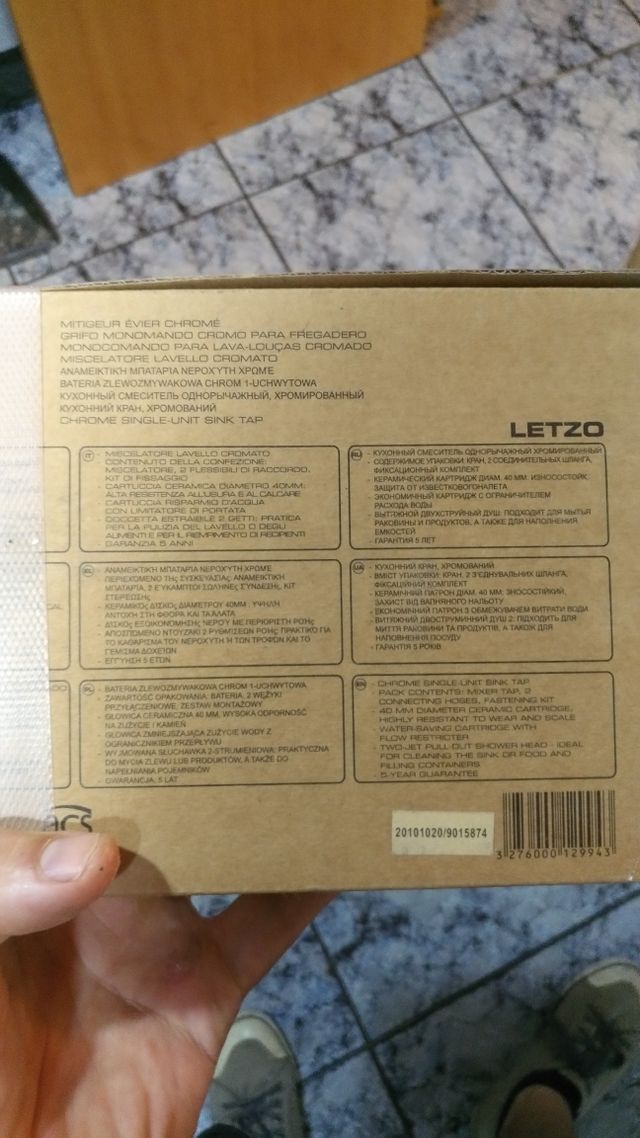 MITIGEUR ÉVIER CHROMÉ
GRIFO MONOMANDO CROMO PARA FREGADERO
MONOCOMANDO PARA LAVA-LOUÇAS CROMADO
MISCELATORE LAVELLO CROMATO
ΑΝΑΜΕΙΚΤΙΚΗ ΜΠΑΤΑΡΙΑ ΝΕΡΟΧΥΤΗ ΧΡΩΜΕ
BATERIA ZLEWOZMYWAKOWA CHROM 1-UCHWYTOWA
КУХОННЫЙ СМЕСИТЕЛЬ ОДНОРЫЧАЖНЫЙ, ХРОМИРОВАННЫЙ
КУХОННИЙ КРАН, ХРОМОВАНИЙ
CHROME SINGLE-UNIT SINK TAP
LETZO
IT - MISCELATORE LAVELLO CROMATO
- CONTENUTO DELLA CONFEZIONE:
MISCELATORE, 2 FLESSIBILI DI RACCORDO,
KIT DI FISSAGGIO
- CARTUCCIA CERAMICA DIAMETRO 40MM:
ALTA RESISTENZA ALL'USURA E AL CALCARE
- CARTUCCIA RISPARMIO D'ACQUA
CON LIMITATORE DI PORTATA
- DOCCETTA ESTRAIBILE 2 GETTI: PRATICA
PER LA PULIZIA DEL LAVELLO O DEGLI
ALIMENTI E PER IL RIEMPIMENTO DI RECIPIENTI
- GARANZIA 5 ANNI
RU - КУХОННЫЙ СМЕСИТЕЛЬ ОДНОРЫЧАЖНЫЙ ХРОМИРОВАННЫЙ
- СОДЕРЖИМОЕ УПАКОВКИ: КРАН, 2 СОЕДИНИТЕЛЬНЫХ ШЛАНГА,
ФИКСАЦИОННЫЙ КОМПЛЕКТ
- КЕРАМИЧЕСКИЙ КАРТРИДЖ ДИАМ. 40 ММ: ИЗНОСОСТОЙК.
ЗАЩИТА ОТ ИЗВЕСТКОВОГО НАЛЕТА.
- ЭКОНОМИЧНЫЙ КАРТРИДЖ С ОГРАНИЧИТЕЛЕМ
РАСХОДА ВОДЫ
- ВЫТЯЖНОЙ ДВУХСТРУЙНЫЙ ДУШ: ПОДХОДИТ ДЛЯ МЫТЬЯ
РАКОВИНЫ И ПРОДУКТОВ, А ТАКЖЕ ДЛЯ НАПОЛНЕНИЯ
ЕМКОСТЕЙ
- ГАРАНТИЯ 5 ЛЕТ
EL - ΑΝΑΜΕΙΚΤΙΚΗ ΜΠΑΤΑΡΙΑ ΝΕΡΟΧΥΤΗ ΧΡΩΜΕ
ΠΕΡΙΕΧΟΜΕΝΟ ΤΗς ΣΥΣΚΕΥΑΣΙΑΣ: ΑΝΑΜΕΙΚΤΙΚΗ
ΜΠΑΤΑΡΙΑ, 2 ΕΥΚΑΜΠΤΟΙ ΣΩΛΗΝΕΣ ΣΥΝΔΕΣΗΣ, ΚΙΤ
ΣΤΕΡΕΩΣΗΣ
- ΚΕΡΑΜΙΚΟς ΔΙΣΚΟς ΔΙΑΜΕΤΡΟΥ 40ΜΜ : ΥΨΗΛΗ
ΑΝΤΟΧΗ ΣΤΗ ΦΘΟΡΑ ΚΑΙ ΤΑ ΑΛΑΤΑ
- ΔΙΣΚΟς ΕΞΟΙΚΟΝΟΜΗΣΗς ΝΕΡΟΥ ΜΕ ΠΕΡΙΟΡΙΣΤΗ ΡΟΗς
- ΑΠΟΣΠΩΜΕΝΟ ΝΤΟΥΖΑΚΙ 2 ΡΥΘΜΙΣΕΩΝ ΡΟΗς: ΠΡΑΚΤΙΚΟ ΓΙΑ
ΤΟ ΚΑΘΑΡΙΣΜΑ ΤΟΥ ΝΕΡΟΧΥΤΗ Ή ΤΩΝ ΤΡΟΦΩΝ ΚΑΙ ΤΟ
ΓΕΜΙΣΜΑ ΔΟΧΕΙΩΝ
- ΕΓΓΥΗΣΗ 5 ΕΤΩΝ
UA - КУХОННИЙ КРАН, ХРОМОВАНИЙ
- ВМІСТ УПАКОВКИ: КРАН, 2 З'ЄДНУВАЛЬНИХ ШЛАНГА,
ФІКСАЦІЙНИЙ КОМПЛЕКТ
- КЕРАМІЧНИЙ ПАТРОН ДІАМ. 40 ММ: ЗНОСОСТІЙКИЙ,
ЗАХИСТ ВІД ВАПНЯНОГО НАЛЬОТУ
- ЕКОНОМІЧНИЙ ПАТРОН З ОБМЕЖУВАЧЕМ ВИТРАТИ ВОДИ
- ВИТЯЖНИЙ ДВОСТРУМИННИЙ ДУШ 2: ПІДХОДИТЬ ДЛЯ
МИТТЯ РАКОВИНИ ТА ПРОДУКТІВ, А ТАКОЖ ДЛЯ
НАПОВНЕННЯ ПОСУДУ
- ГАРАНТІЯ 5 РОКІВ
PL - BATERIA ZLEWOZMYWAKOWA CHROM 1-UCHWYTOWA
- ZAWARTOŚĆ OPAKOWANIA: BATERIA, 2 WĘŻYKI
PRZYŁĄCZENIOWE, ZESTAW MONTAŻOWY
- GŁOWICA CERAMICZNA 40 MM, WYSOKA ODPORNOŚĆ
NA ZUŻYCIE I KAMIEŃ
- GŁOWICA ZMNIEJSZAJĄCA ZUŻYCIE WODY Z
OGRANICZNIKIEM PRZEPŁYWU
- WYJMOWANA SŁUCHAWKA 2-STRUMIENIOWA: PRAKTYCZNA
DO MYCIA ZLEWU LUB PRODUKTÓW, A TAKŻE DO
NAPEŁNIANIA POJEMNIKÓW
- GWARANCJA, 5 LAT
EN - CHROME SINGLE-UNIT SINK TAP
- PACK CONTENTS: MIXER TAP, 2
CONNECTING HOSES, FASTENING KIT
- 40 MM DIAMETER CERAMIC CARTRIDGE,
HIGHLY RESISTANT TO WEAR AND SCALE
- WATER-SAVING CARTRIDGE WITH
FLOW RESTRICTER
- TWO-JET PULL OUT SHOWER HEAD - IDEAL
FOR CLEANING THE SINK OR FOOD AND
FILLING CONTAINERS
- 5-YEAR GUARANTEE
ACS
20101020/9015874
3 276000 129943